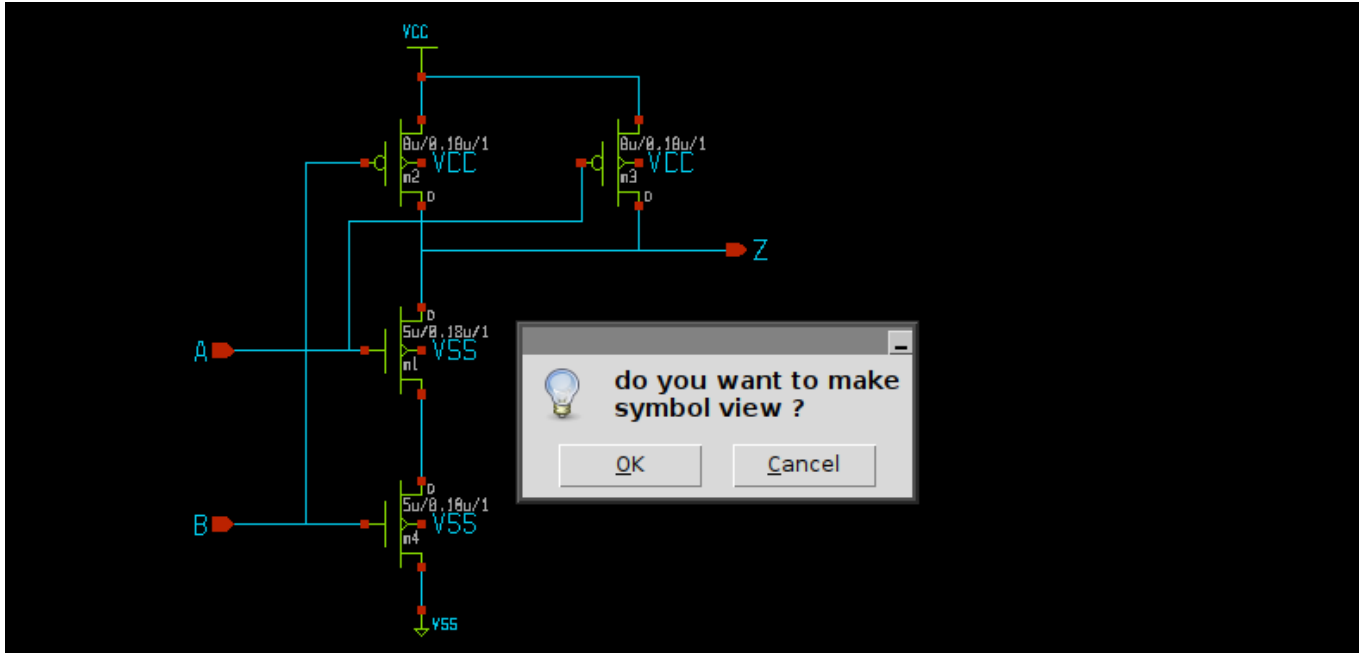 VCC
8u/0.18u/1
VCC
m2
D
8u/0.18u/1
VCC
m3
D
Z
D
5u/0.18u/1
VSS
m1
A
do you want to make
symbol view ?
OK
Cancel
D
5u/0.18u/1
VSS
m4
B
VSS